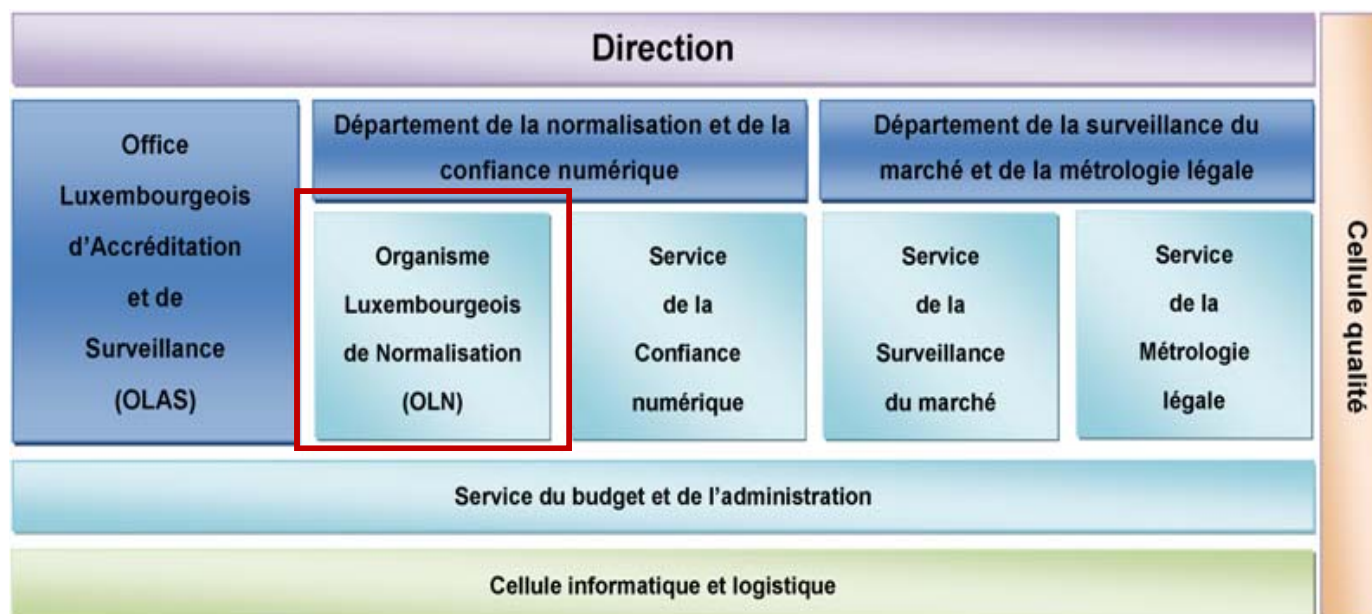 Direction
Office
Luxembourgeois
d'Accréditation
et de
Surveillance
(OLAS)
Département de la normalisation et de la
confiance numérique
Organisme
Luxembourgeois
de Normalisation
(OLN)
Service
de la
Confiance
numérique
Département de la surveillance du
marché et de la métrologie légale
Service
de la
Surveillance
du marché
Service
de la
Métrologie
légale
Service du budget et de l'administration
Cellule informatique et logistique
Cellule qualité